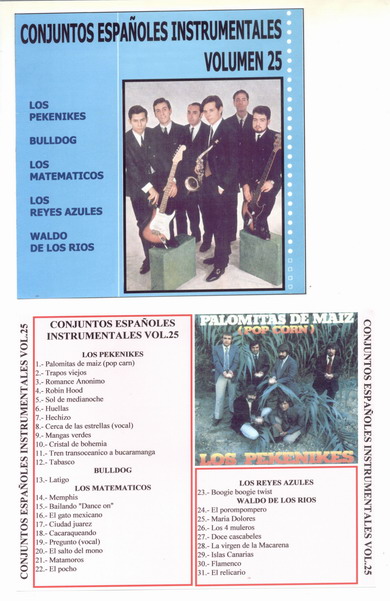 CONJUNTOS ESPAÑOLES INSTRUMENTALES
VOLUMEN 25
LOS
PEKENIKES
BULLDOG
LOS
MATEMATICOS
LOS
REYES AZULES
WALDO
DE LOS RIOS
CONJUNTOS ESPAÑOLES INSTRUMENTALES VOL.25
CONJUNTOS ESPAÑOLES
INSTRUMENTALES VOL.25
LOS PEKENIKES
1.- Palomitas de maiz (pop carn)
2.- Trapos viejos
3.- Romance Anonimo
4.- Robin Hood
5.- Sol de medianoche
6.- Huellas
7.- Hechizo
8.- Cerca de las estrellas (vocal)
9.- Mangas verdes
10.- Cristal de bohemia
11.- Tren transoceanico a bucaramanga
12.- Tabasco
BULLDOG
13.- Latigo
LOS MATEMATICOS
14.- Memphis
15.- Bailando "Dance on"
16.- El gato mexicano
17.- Ciudad juarez
18.- Cacaraqueando
19.- Pregunto (vocal)
20.- El salto del mono
21.- Matamoros
22.- El pocho
PALOMITAS DE MAIZ
(POP CORN)
LOS PEKENIKES
LOS REYES AZULES
23.- Boogie boogie twist
WALDO DE LOS RIOS
24.- El porompompero
25.- Maria Dolores
26.- Los 4 muleros
27.- Doce cascabeles
28.- La virgen de la Macarena
29.- Islas Canarias
30.- Flamenco
31.- El relicario
CONJUNTOS ESPAÑOLES INSTRUMENTALES VOL.25